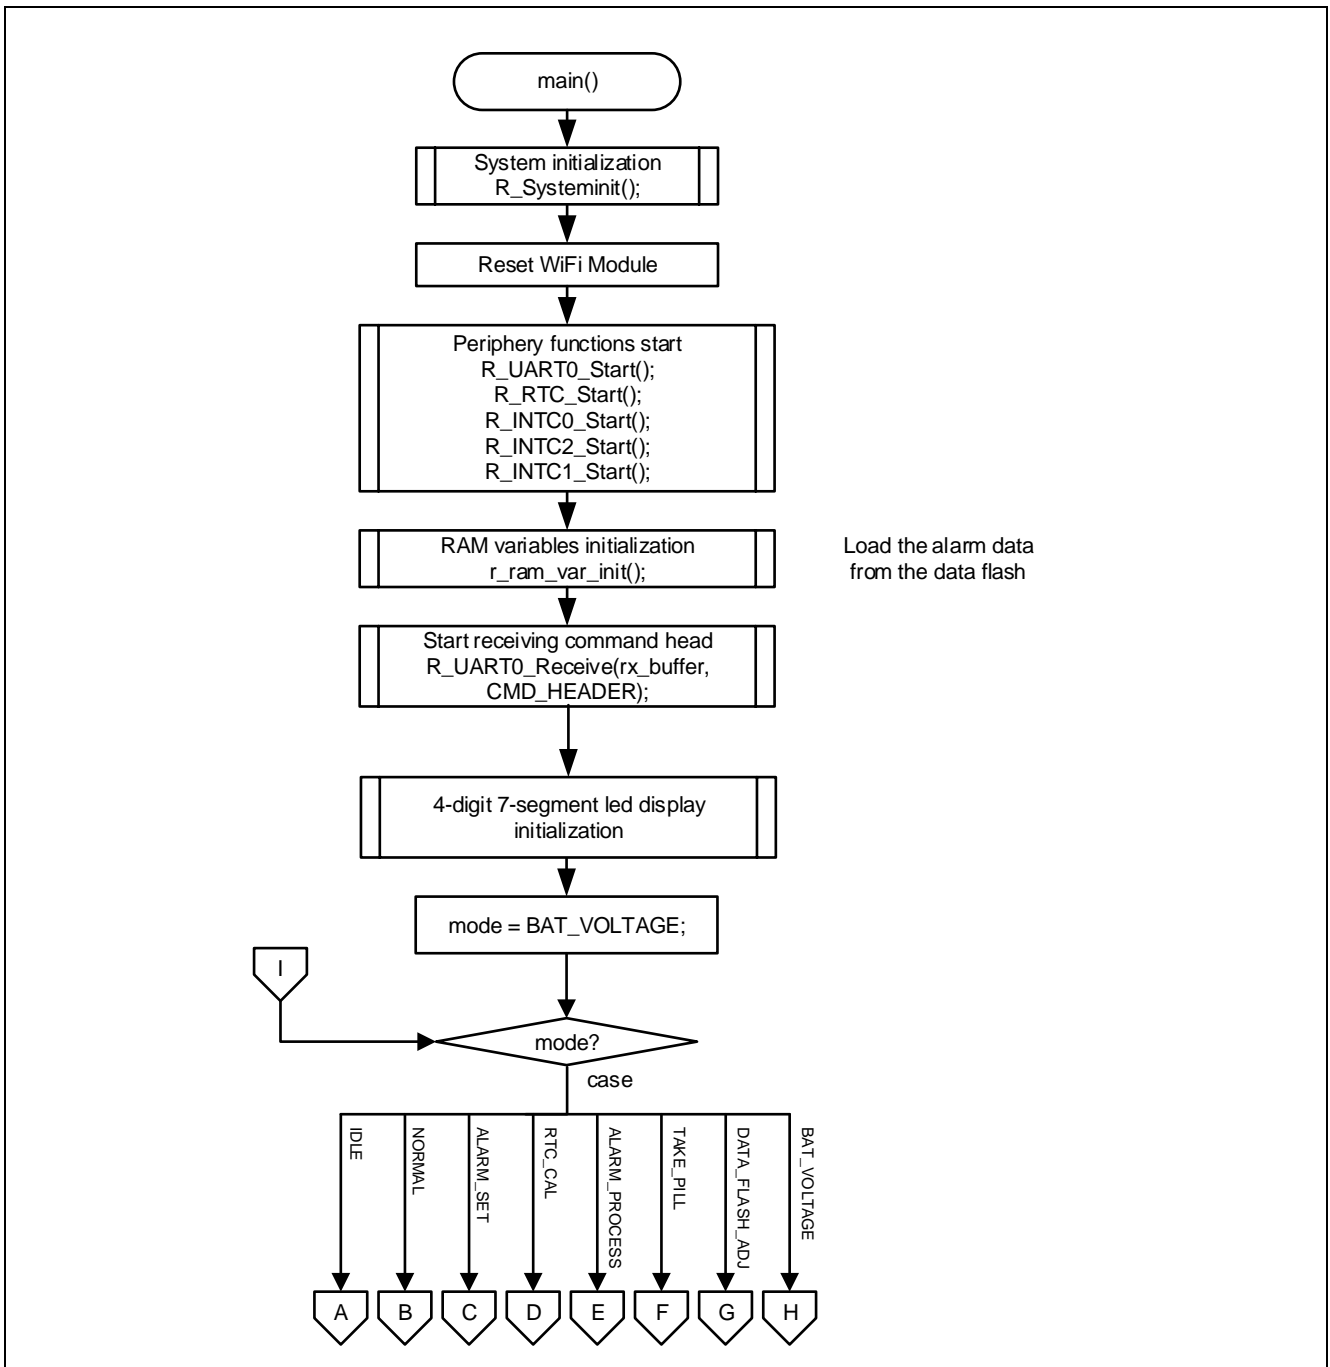 main()
System initialization
R_Systeminit();
Reset WiFi Module
Periphery functions start
R_UART0_Start();
R_RTC_Start();
R_INTC0_Start();
R_INTC2_Start();
R_INTC1_Start();
RAM variables initialization
r_ram_var_init();
Load the alarm data
from the data flash
Start receiving command head
R_UART0_Receive(rx_buffer,
CMD_HEADER);
4-digit 7-segment led display
initialization
mode = BAT_VOLTAGE;
I
mode?
case
IDLE
NORMAL
ALARM_SET
RTC_CAL
ALARM_PROCESS
TAKE_PILL
DATA_FLASH_ADJ
BAT_VOLTAGE
A
B
C
D
E
F
G
H